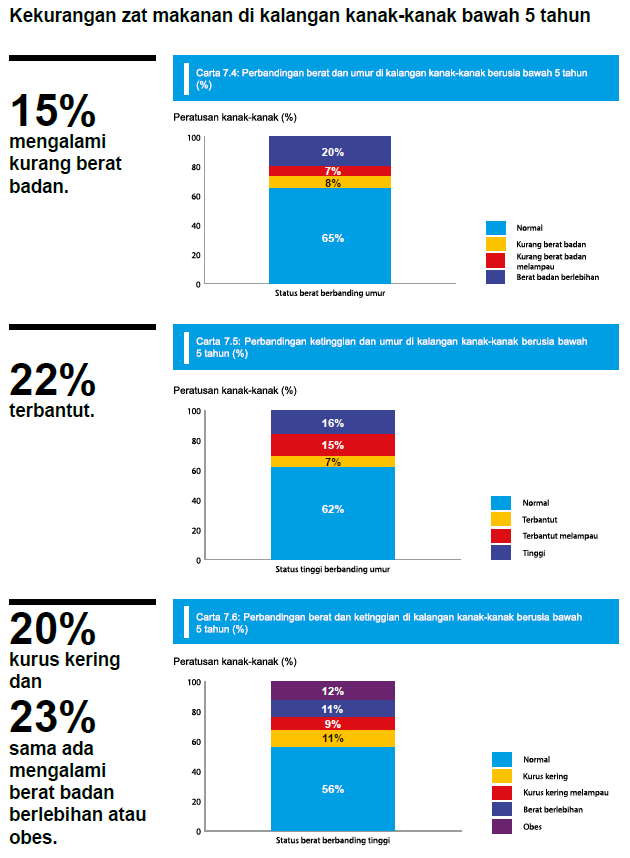 Kekurangan zat makanan di kalangan kanak-kanak bawah 5 tahun
15%
mengalami
kurang berat
badan.
Carta 7.4: Perbandingan berat dan umur di kalangan kanak-kanak berusia bawah 5 tahun
(%)
Peratusan kanak-kanak (%)
100
80
60
40
20
0
20%
7%
8%
65%
Status berat berbanding umur
Normal
Kurang berat badan
Kurang berat badan
melampau
Berat badan berlebihan
22%
terbantut.
Carta 7.5: Perbandingan ketinggian dan umur di kalangan kanak-kanak berusia bawah
5 tahun (%)
Peratusan kanak-kanak (%)
100
80
60
40
20
0
16%
15%
7%
62%
Status tinggi berbanding umur
Normal
Terbantut
Terbantut melampau
Tinggi
20%
kurus kering
dan
23%
sama ada
mengalami
berat badan
berlebihan atau
obes.
Carta 7.6: Perbandingan berat dan ketinggian di kalangan kanak-kanak berusia bawah
5 tahun (%)
Peratusan kanak-kanak (%)
100
80
60
40
20
0
12%
11%
9%
11%
56%
Status berat berbanding tinggi
Normal
Kurus kering
Kurus kering melampau
Berat berlebihan
Obes